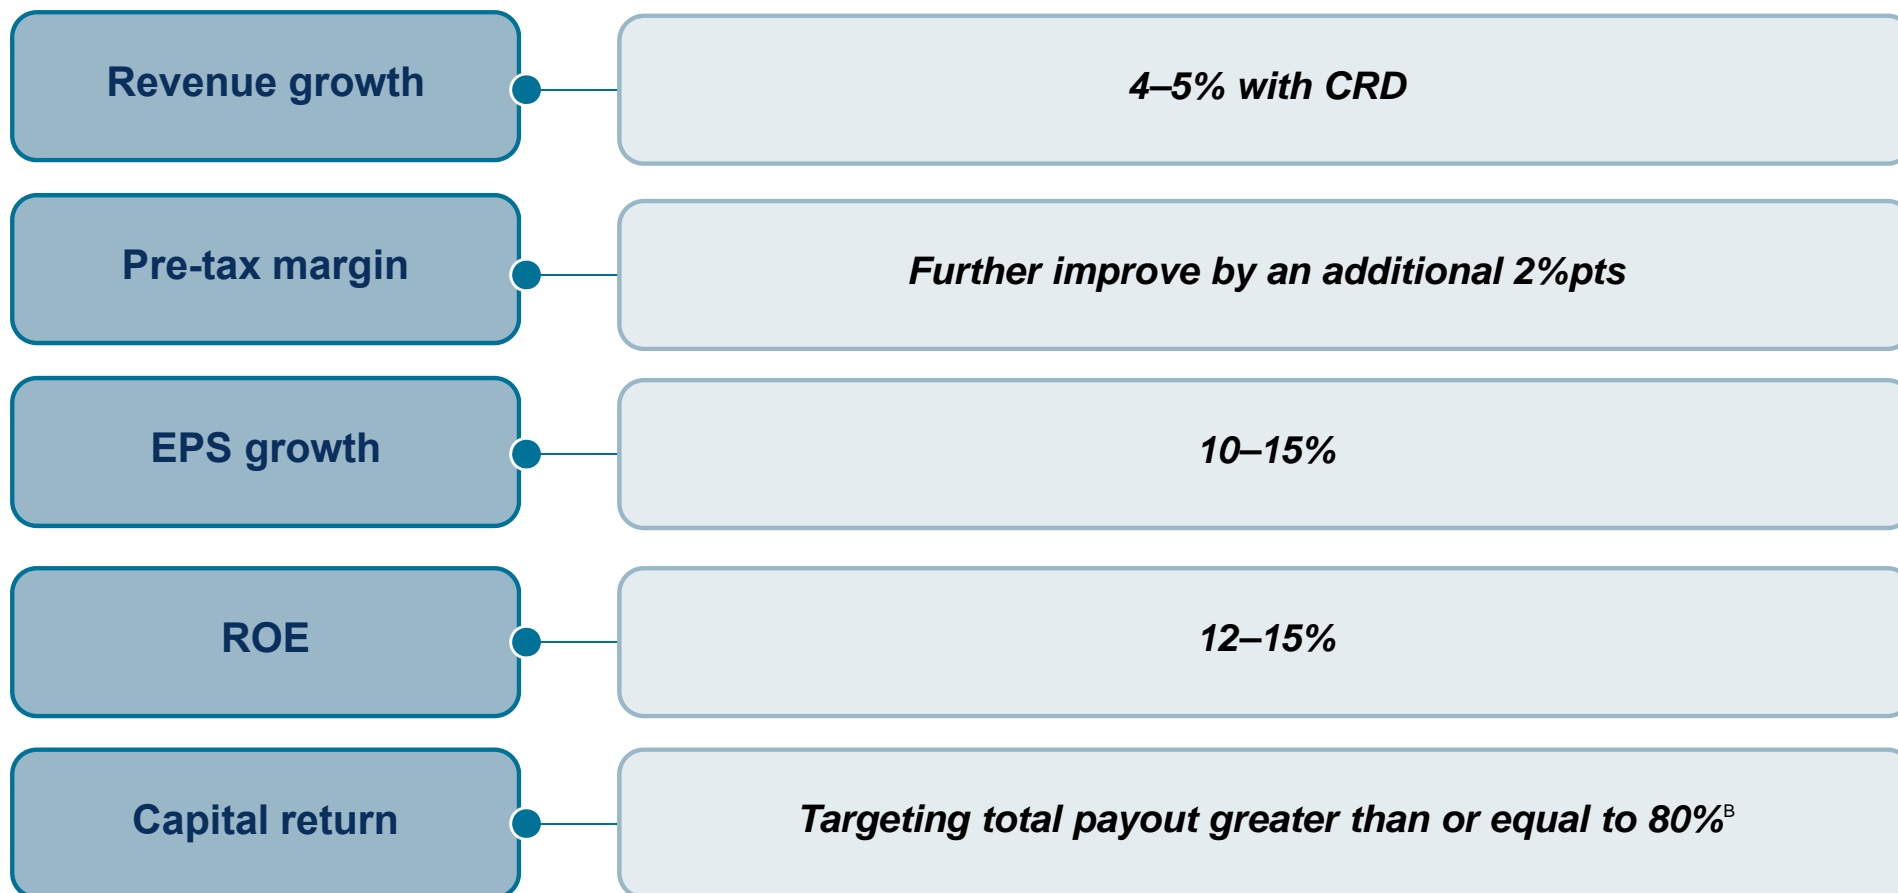 Revenue growth
4–5% with CRD
Pre-tax margin
Further improve by an additional 2%pts
EPS growth
10–15%
ROE
12–15%
Capital return
Targeting total payout greater than or equal to 80%ᴮ